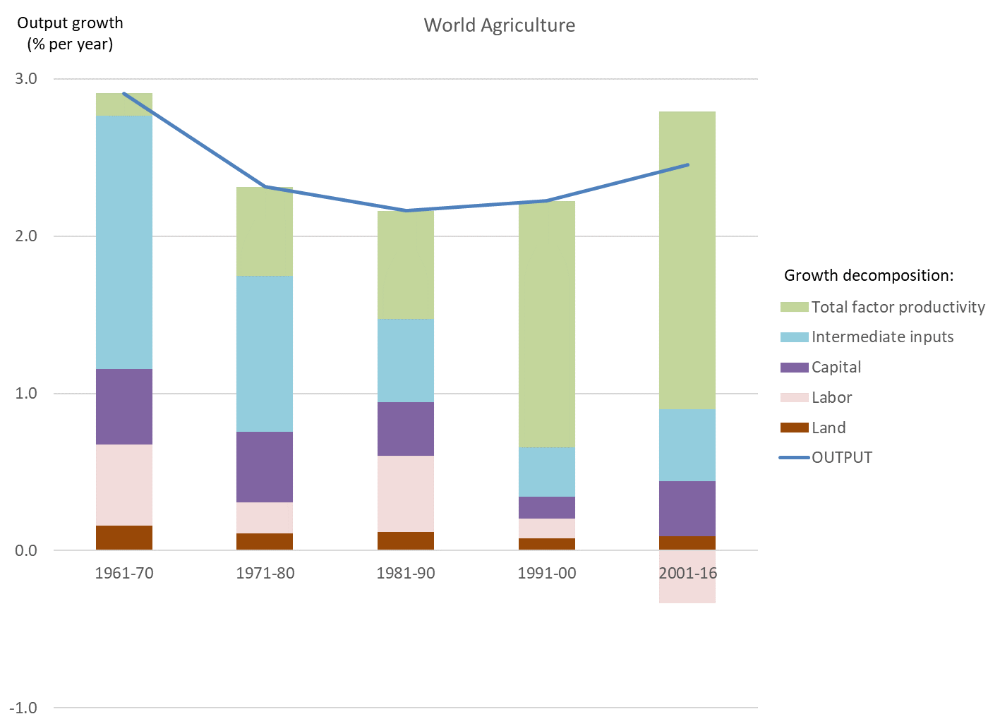 Output growth
(% per year)
World Agriculture
3.0
2.0
1.0
0.0
-1.0
1961-70
1971-80
1981-90
1991-00
2001-16
Growth decomposition:
Total factor productivity
Intermediate inputs
Capital
Labor
Land
OUTPUT